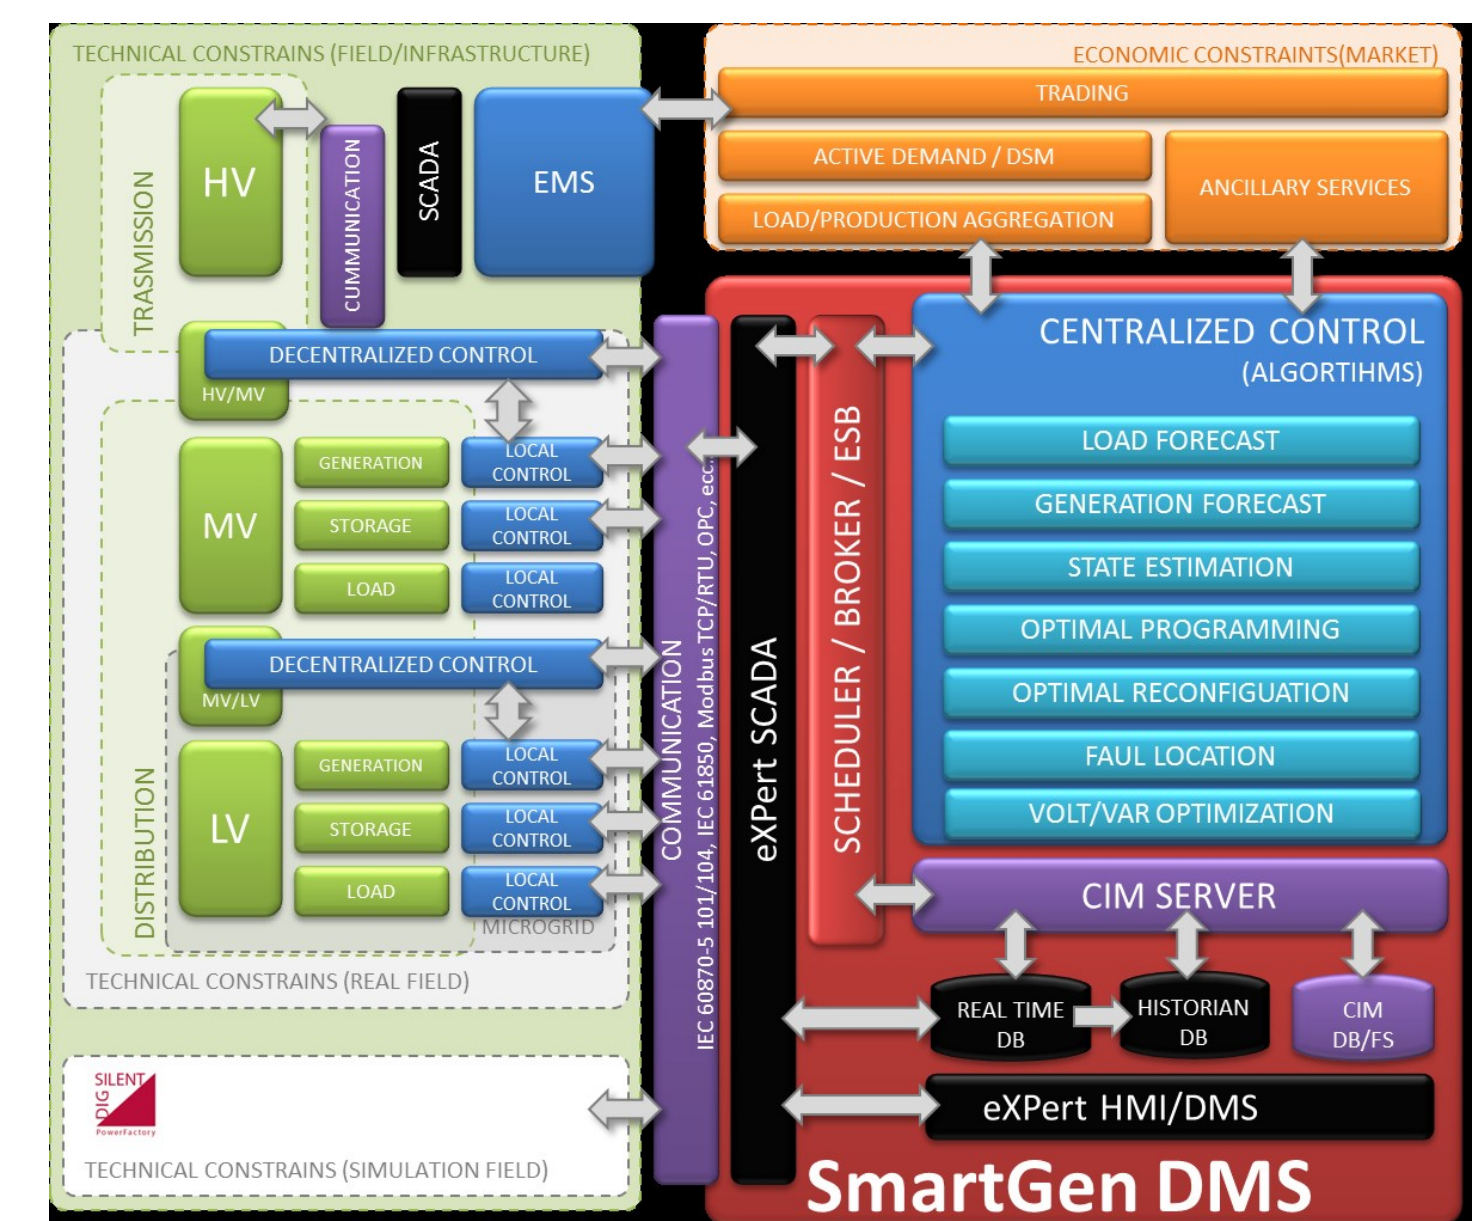 TECHNICAL CONSTRAINS (FIELD/INFRASTRUCTURE)
TRASMISSION
HV
CUMMUNICATION
SCADA
EMS
ECONOMIC CONSTRAINTS(MARKET)
TRADING
ACTIVE DEMAND / DSM
LOAD/PRODUCTION AGGREGATION
ANCILLARY SERVICES
DECENTRALIZED CONTROL
HV/MV
DISTRIBUTION
MV
GENERATION
LOCAL
CONTROL
STORAGE
LOCAL
CONTROL
LOAD
LOCAL
CONTROL
DECENTRALIZED CONTROL
MV/LV
LV
GENERATION
LOCAL
CONTROL
STORAGE
LOCAL
CONTROL
LOAD
LOCAL
CONTROL
MICROGRID
TECHNICAL CONSTRAINS (REAL FIELD)
DIG
SILENT
PowerFactory
TECHNICAL CONSTRAINS (SIMULATION FIELD)
COMMUNICATION
IEC 60870-5 101/104, IEC 61850, Modbus TCP/RTU, OPC, ecc..
eXPert SCADA
SCHEDULER / BROKER / ESB
CENTRALIZED CONTROL
(ALGORTIHMS)
LOAD FORECAST
GENERATION FORECAST
STATE ESTIMATION
OPTIMAL PROGRAMMING
OPTIMAL RECONFIGUATION
FAUL LOCATION
VOLT/VAR OPTIMIZATION
CIM SERVER
REAL TIME
DB
HISTORIAN
DB
CIM
DB/FS
eXPert HMI/DMS
SmartGen DMS